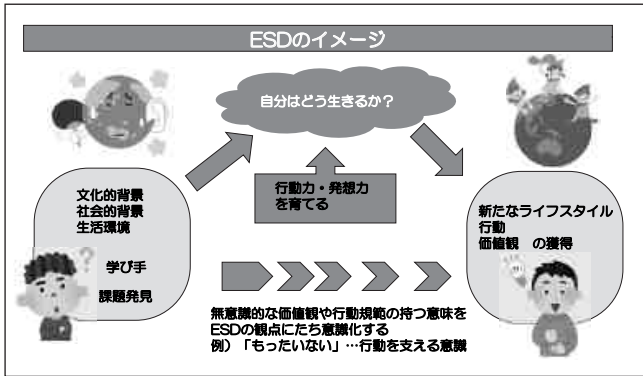 ESDのイメージ
自分はどう生きるか？
行動力・発想力
を育てる
文化的背景
社会的背景
生活環境
学び手
課題発見
?
新たなライフスタイル
行動
価値観　の獲得
無意識的な価値観や行動規範の持つ意味を
ESDの観点にたち意識化する
例）「もったいない」…行動を支える意識